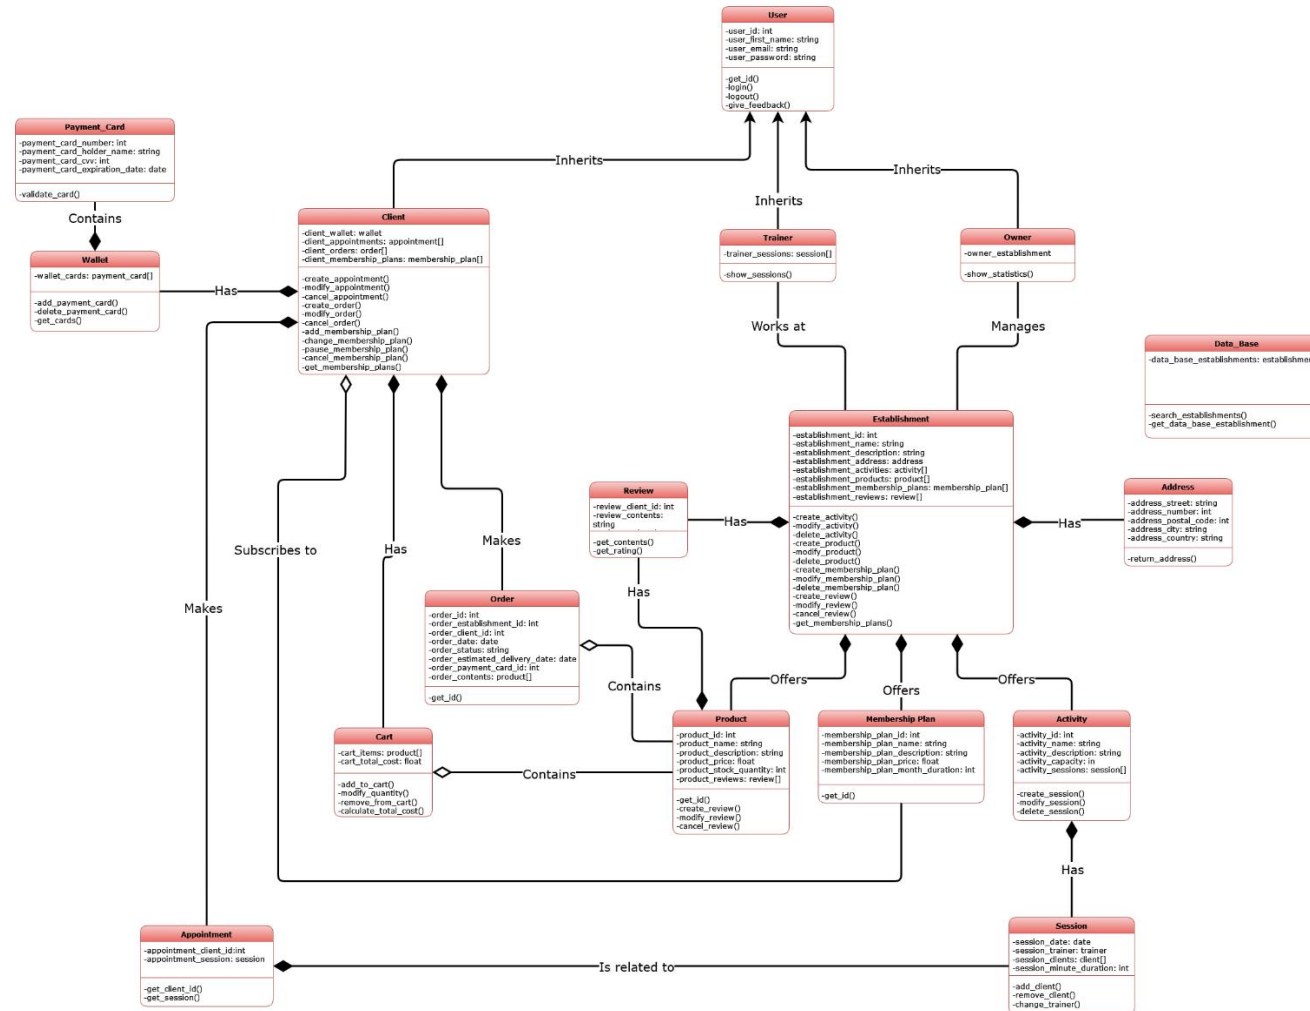 User
-user_id: int
-user_first_name: string
-user_email: string
-user_password: string
-get_id()
-login()
-logout()
-give_feedback()
Payment_Card
-payment_card_number: int
-payment_card_holder_name: string
-payment_card_cvv: int
-payment_card_expiration_date: date
-validate_card()
Inherits
Inherits
Inherits
Contains
Client
-client_wallet: wallet
-client_appointments: appointment[]
-client_orders: order[]
-client_membership_plans: membership_plan[]
-create_appointment()
-modify_appointment()
-cancel_appointment()
-create_order()
-modify_order()
-cancel_order()
-add_membership_plan()
-change_membership_plan()
-pause_membership_plan()
-cancel_membership_plan()
-get_membership_plans()
Trainer
-trainer_sessions: session[]
-show_sessions()
Owner
-owner_establishment
-show_statistics()
Wallet
-wallet_cards: payment_card[]
-add_payment_card()
-delete_payment_card()
-get_cards()
Has
Works at
Manages
Data_Base
-data_base_establishments:
-search_establishments()
-get_data_base_establishment()
Establishment
-establishment_id: int
-establishment_name: string
-establishment_description: string
-establishment_address: address
-establishment_activities: activity[]
-establishment_products: product[]
-establishment_membership_plans: membership_plan[]
-establishment_reviews: review[]
-create_activity()
-modify_activity()
-delete_activity()
-create_product()
-modify_product()
-delete_product()
-create_membership_plan()
-modify_membership_plan()
-delete_membership_plan()
-create_review()
-modify_review()
-cancel_review()
-get_membership_plans()
Review
-review_client_id: int
-review_contents:
string
-get_contents()
-get_rating()
Has
Has
Address
-address_street: string
-address_number: int
-address_postal_code: int
-address_city: string
-address_country: string
-return_address()
Subscribes to
Has
Makes
Has
Makes
Order
-order_id: int
-order_establishment_id: int
-order_client_id: int
-order_date: date
-order_status: string
-order_estimated_delivery_date: date
-order_payment_card_id: int
-order_contents: product[]
-get_id()
Contains
Offers
Offers
Offers
Cart
-cart_items: product[]
-cart_total_cost: float
-add_to_cart()
-modify_quantity()
-remove_from_cart()
-calculate_total_cost()
Contains
Product
-product_id: int
-product_name: string
-product_description: string
-product_price: float
-product_stock_quantity: int
-product_reviews: review[]
-get_id()
-create_review()
-modify_review()
-cancel_review()
Membership Plan
-membership_plan_id: int
-membership_plan_name: string
-membership_plan_description: string
-membership_plan_price: float
-membership_plan_month_duration: int
-get_id()
Activity
-activity_id: int
-activity_name: string
-activity_description: string
-activity_capacity: in
-activity_sessions: session[]
-create_session()
-modify_session()
-delete_session()
Has
Appointment
-appointment_client_id:int
-appointment_session: session
-get_client_id()
-get_session()
Is related to
Session
-session_date: date
-session_trainer: trainer
-session_clients: client[]
-session_minute_duration: int
-add_client()
-remove_client()
-change_trainer()